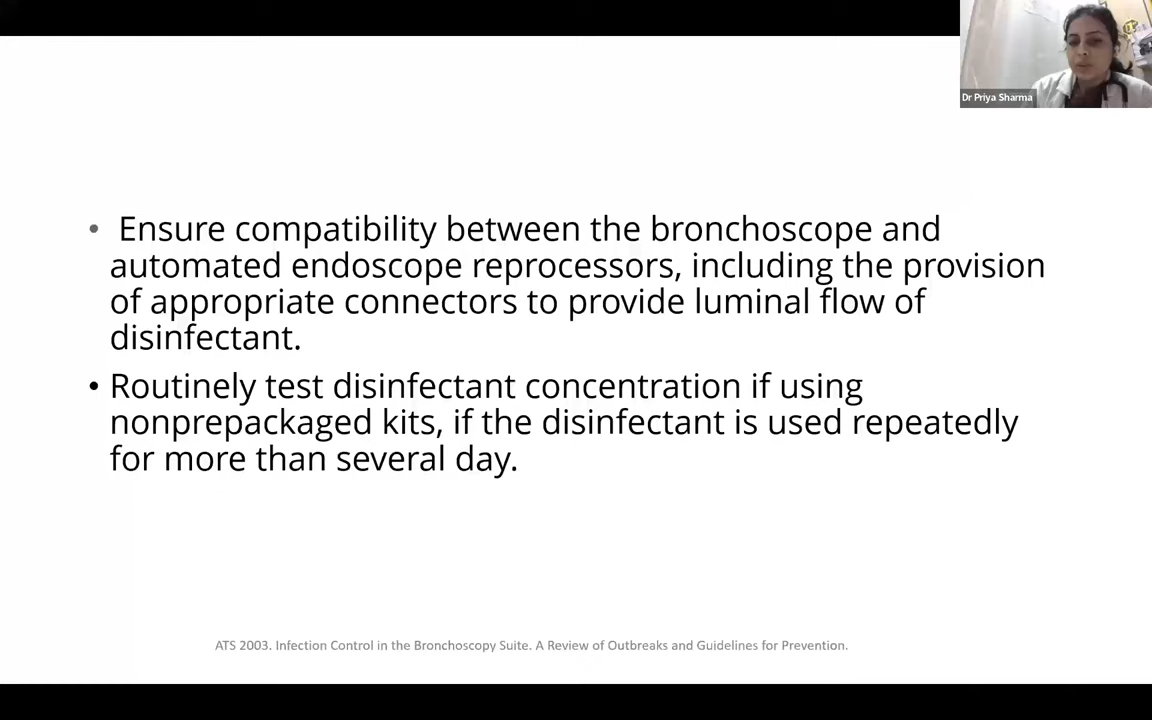 Dr Priya Sharma
• Ensure compatibility between the bronchoscope and
automated endoscope reprocessors, including the provision
of appropriate connectors to provide luminal flow of
disinfectant.
• Routinely test disinfectant concentration if using
nonprepackaged kits, if the disinfectant is used repeatedly
for more than several day.
ATS 2003. Infection Control in the Bronchoscopy Suite. A Review of Outbreaks and Guidelines for Prevention.